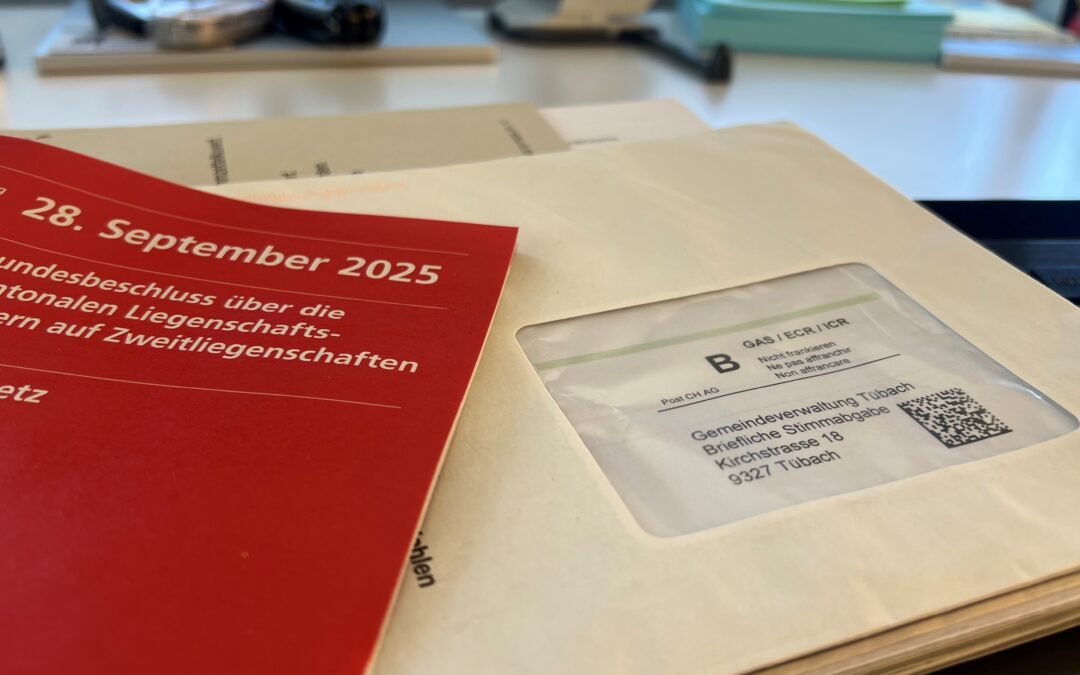 28. September 2025
undesbeschluss über die
ntonalen Liegenschafts-
ern auf Zweitliegenschaften
etz
B
GAS / ECR / ICR
Nicht frankieren
Ne pas affranchir
Non affrancare
Post CH AG
Gemeindeverwaltung Tübach
Briefliche Stimmabgabe
Kirchstrasse 18
9327 Tübach